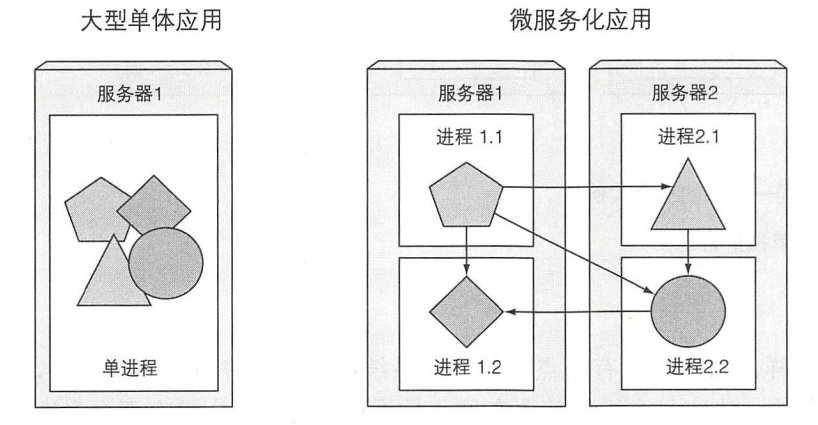 大型单体应用
微服务化应用
服务器1
单进程
服务器1
进程 1.1
进程 1.2
服务器2
进程2.1
进程2.2